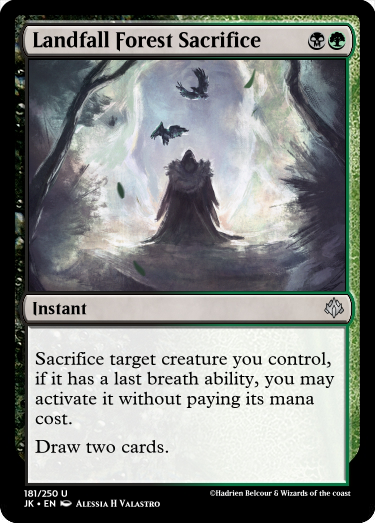 Landfall Forest Sacrifice
Instant
Sacrifice target creature you control,
if it has a last breath ability, you may
activate it without paying its mana
cost.
Draw two cards.
181/250 U
JK • EN Alessia H Valastro
©Hadrien Belcour & Wizards of the coast